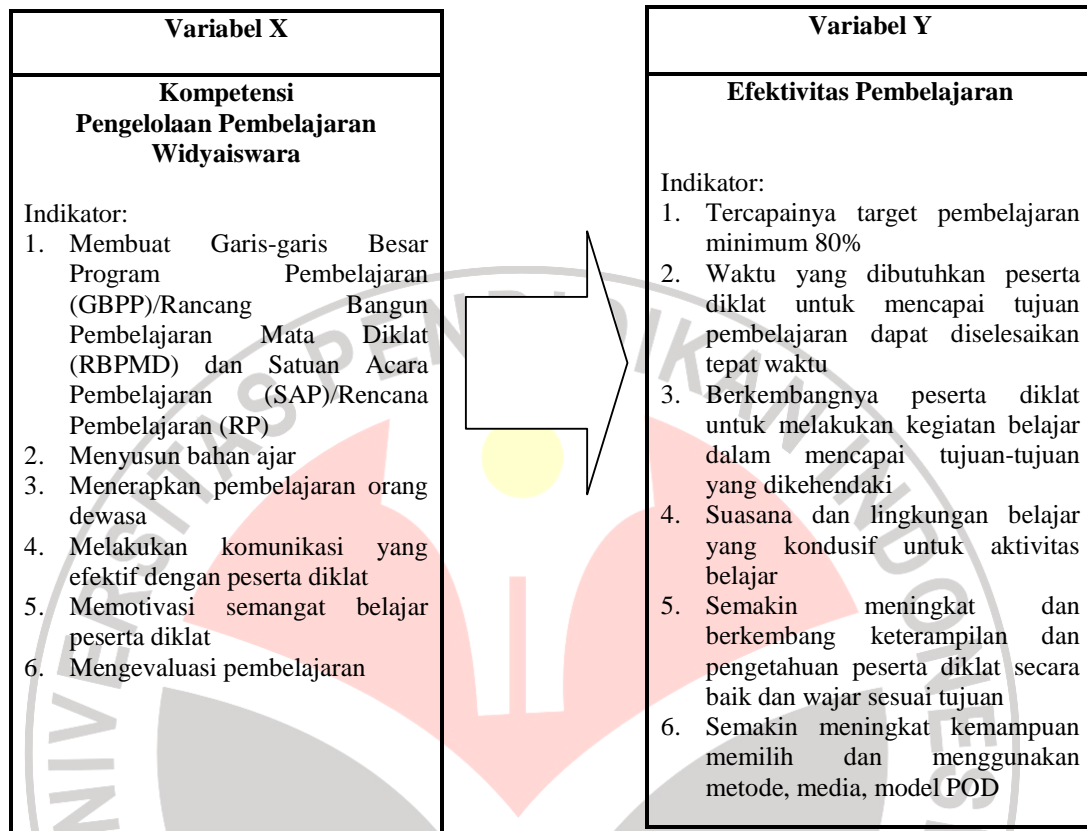 Variabel X
Kompetensi
Pengelolaan Pembelajaran
Widyaiswara
Indikator:
1. Membuat Garis-garis Besar
Program Pembelajaran
(GBPP)/Rancang Bangun
Pembelajaran Mata Diklat
(RBPMD) dan Satuan Acara
Pembelajaran (SAP)/Rencana
Pembelajaran (RP)
2. Menyusun bahan ajar
3. Menerapkan pembelajaran orang
dewasa
4. Melakukan komunikasi yang
efektif dengan peserta diklat
5. Memotivasi semangat belajar
peserta diklat
6. Mengevaluasi pembelajaran
Variabel Y
Efektivitas Pembelajaran
Indikator:
1. Tercapainya target pembelajaran
minimum 80%
2. Waktu yang dibutuhkan peserta
diklat untuk mencapai tujuan
pembelajaran dapat diselesaikan
tepat waktu
3. Berkembangnya peserta diklat
untuk melakukan kegiatan belajar
dalam mencapai tujuan-tujuan
yang dikehendaki
4. Suasana dan lingkungan belajar
yang kondusif untuk aktivitas
belajar
5. Semakin meningkat dan
berkembang keterampilan dan
pengetahuan peserta diklat secara
baik dan wajar sesuai tujuan
6. Semakin meningkat kemampuan
memilih dan menggunakan
metode, media, model POD